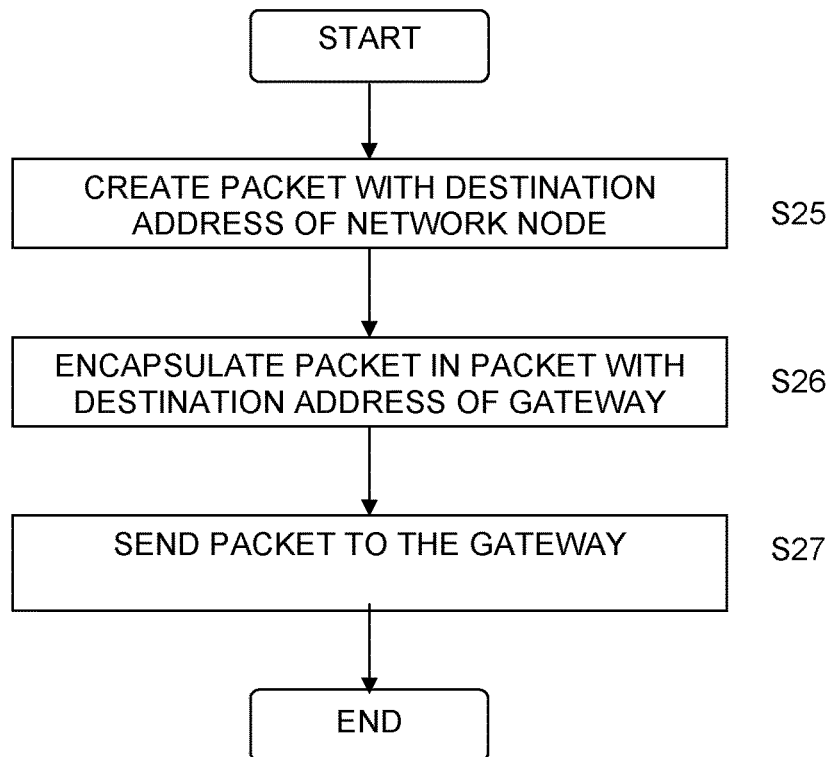 START
CREATE PACKET WITH DESTINATION
ADDRESS OF NETWORK NODE
S25
ENCAPSULATE PACKET IN PACKET WITH
DESTINATION ADDRESS OF GATEWAY
S26
SEND PACKET TO THE GATEWAY
S27
END